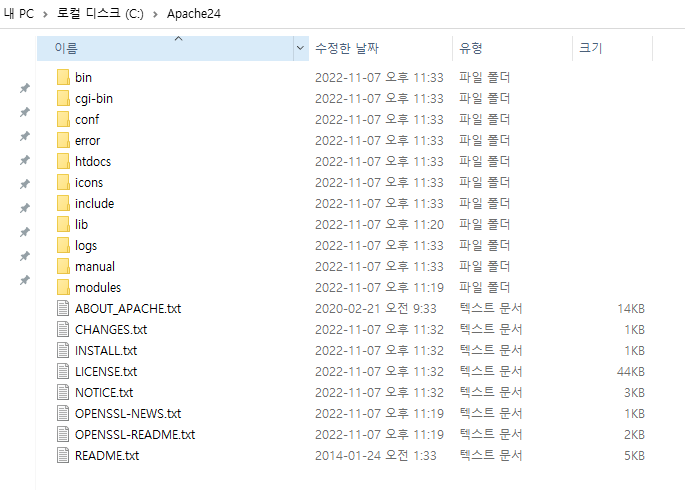 내 PC > 로컬 디스크 (C:) > Apache24
이름 수정한 날짜 유형 크기
bin 2022-11-07 오후 11:33 파일 폴더
cgi-bin 2022-11-07 오후 11:33 파일 폴더
conf 2022-11-07 오후 11:33 파일 폴더
error 2022-11-07 오후 11:33 파일 폴더
htdocs 2022-11-07 오후 11:33 파일 폴더
icons 2022-11-07 오후 11:33 파일 폴더
include 2022-11-07 오후 11:33 파일 폴더
lib 2022-11-07 오후 11:20 파일 폴더
logs 2022-11-07 오후 11:33 파일 폴더
manual 2022-11-07 오후 11:33 파일 폴더
modules 2022-11-07 오후 11:19 파일 폴더
ABOUT_APACHE.txt 2020-02-21 오전 9:33 텍스트 문서 14KB
CHANGES.txt 2022-11-07 오후 11:32 텍스트 문서 1KB
INSTALL.txt 2022-11-07 오후 11:32 텍스트 문서 1KB
LICENSE.txt 2022-11-07 오후 11:32 텍스트 문서 44KB
NOTICE.txt 2022-11-07 오후 11:32 텍스트 문서 3KB
OPENSSL-NEWS.txt 2022-11-07 오후 11:19 텍스트 문서 1KB
OPENSSL-README.txt 2022-11-07 오후 11:19 텍스트 문서 2KB
README.txt 2014-01-24 오전 1:33 텍스트 문서 5KB